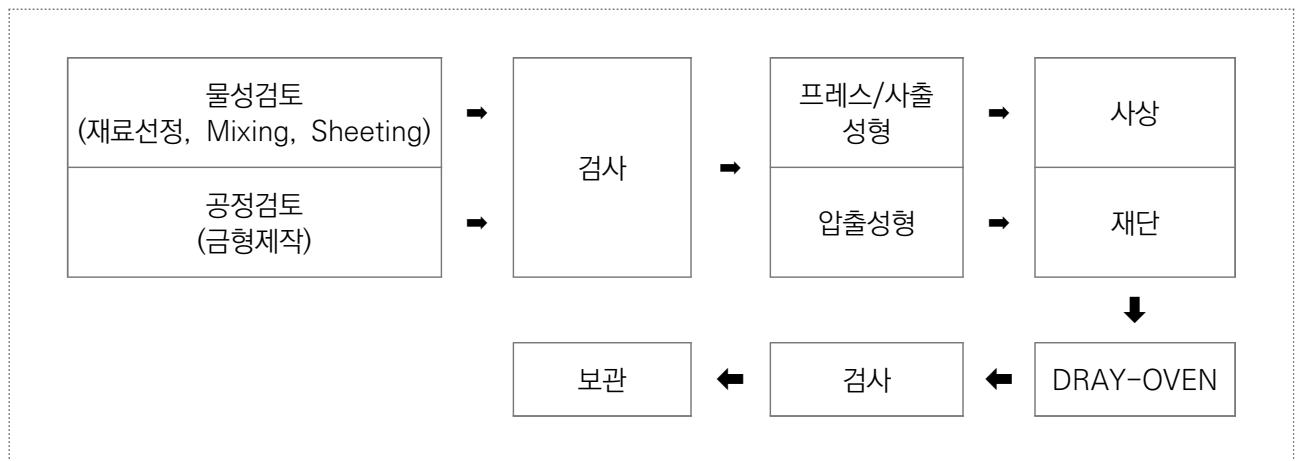 물성검토
(재료선정, Mixing, Sheeting)
공정검토
(금형제작)
검사
프레스/사출
성형
압출성형
사상
재단
DRAY-OVEN
검사
보관